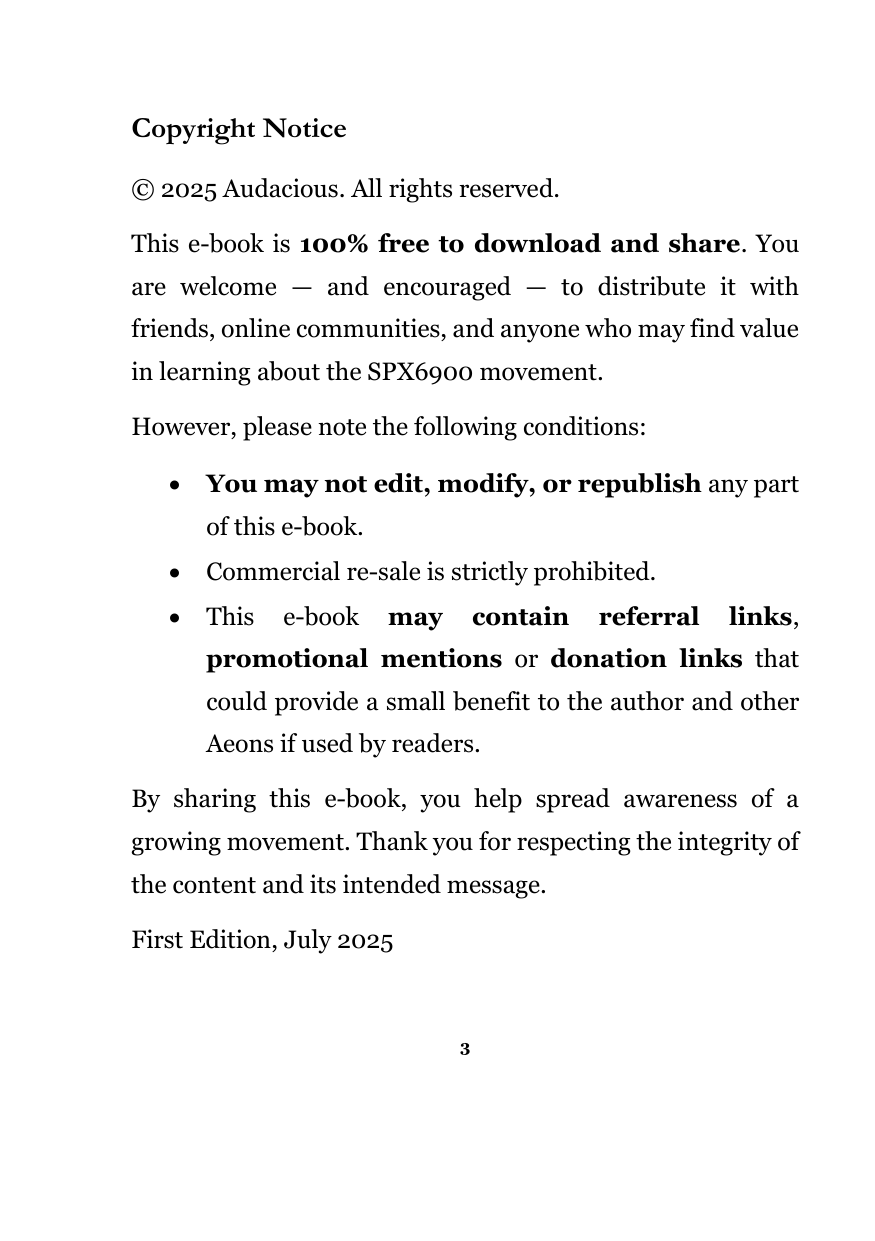 Copyright Notice
© 2025 Audacious. All rights reserved.
This e-book is 100% free to download and share. You
are welcome — and encouraged — to distribute it with
friends, online communities, and anyone who may find value
in learning about the SPX6900 movement.
However, please note the following conditions:
• You may not edit, modify, or republish any part
of this e-book.
• Commercial re-sale is strictly prohibited.
• This e-book may contain referral links,
promotional mentions or donation links that
could provide a small benefit to the author and other
Aeons if used by readers.
By sharing this e-book, you help spread awareness of a
growing movement. Thank you for respecting the integrity of
the content and its intended message.
First Edition, July 2025
3